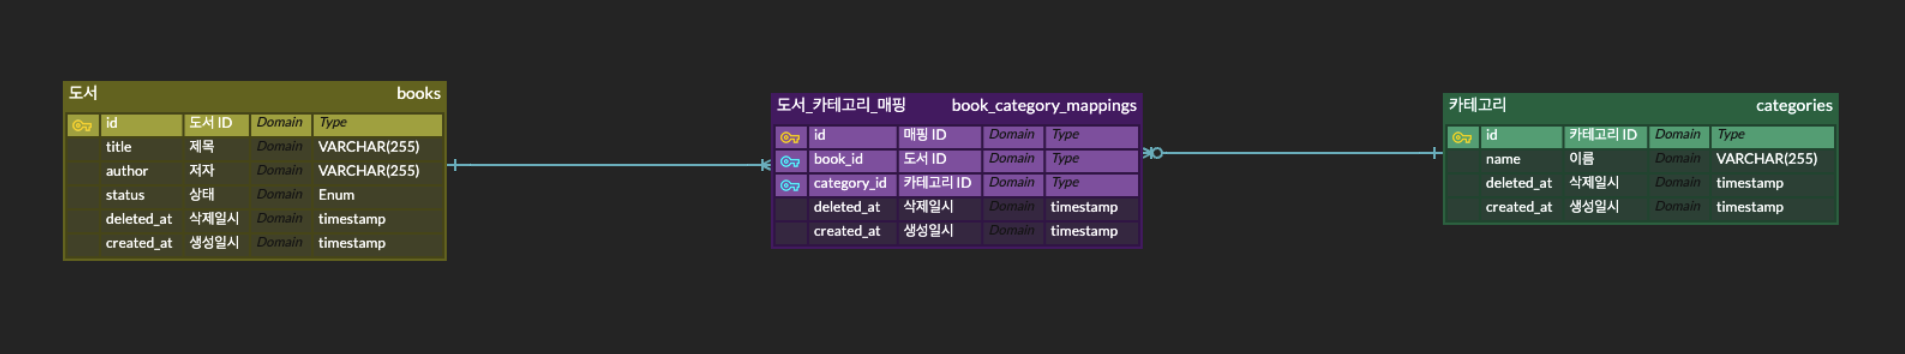 도서 books
id 도서 ID Domain Type
title 제목 Domain VARCHAR(255)
author 저자 Domain VARCHAR(255)
status 상태 Domain Enum
deleted_at 삭제일시 Domain timestamp
created_at 생성일시 Domain timestamp
도서_카테고리_매핑 book_category_mappings
id 매핑 ID Domain Type
book_id 도서 ID Domain Type
category_id 카테고리 ID Domain Type
deleted_at 삭제일시 Domain timestamp
created_at 생성일시 Domain timestamp
카테고리 categories
id 카테고리 ID Domain Type
name 이름 Domain VARCHAR(255)
deleted_at 삭제일시 Domain timestamp
created_at 생성일시 Domain timestamp